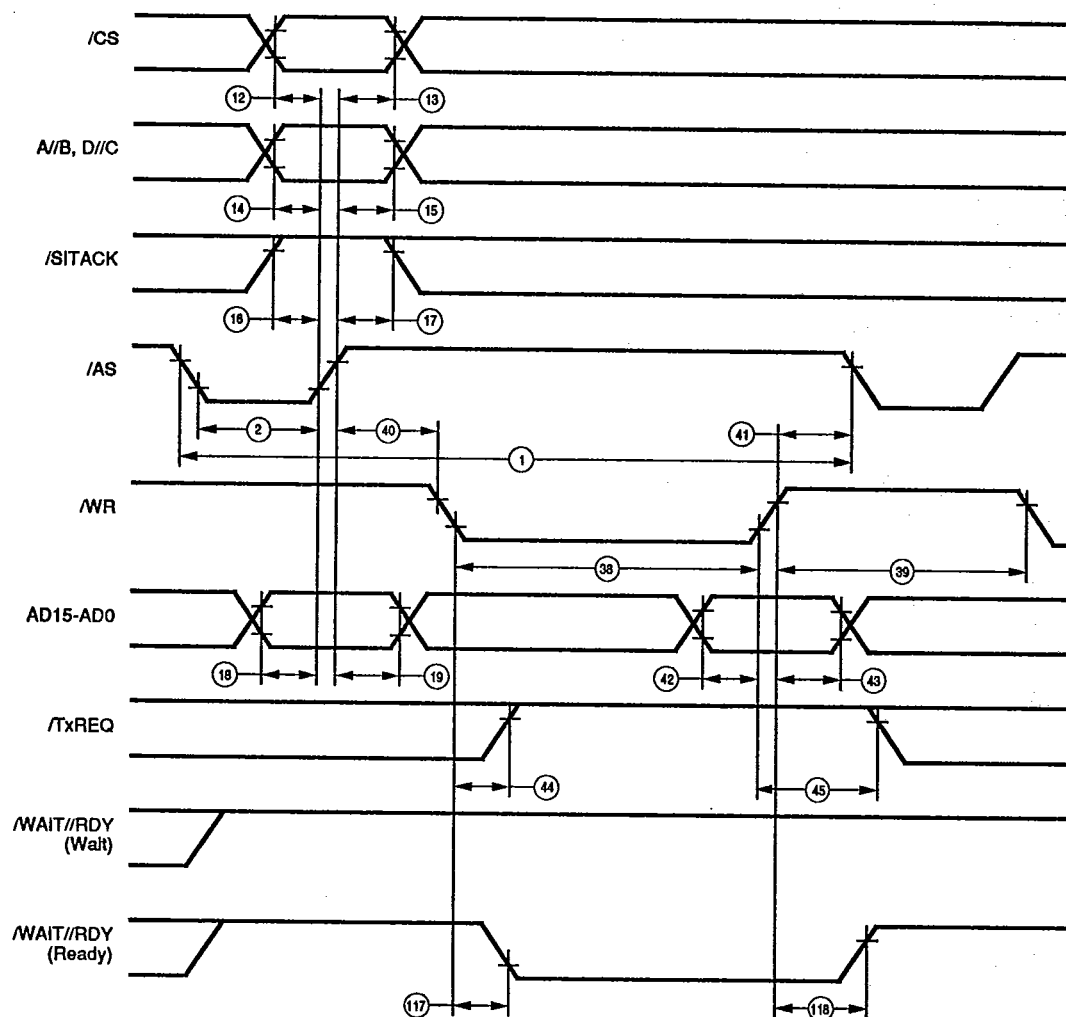 /CS
12
13
A//B, D//C
14
15
/SITACK
16
17
/AS
2
40
41
1
/WR
38
39
AD15-AD0
18
19
42
43
/TxREQ
44
45
/WAIT//RDY
(Wait)
/WAIT//RDY
(Ready)
117
118